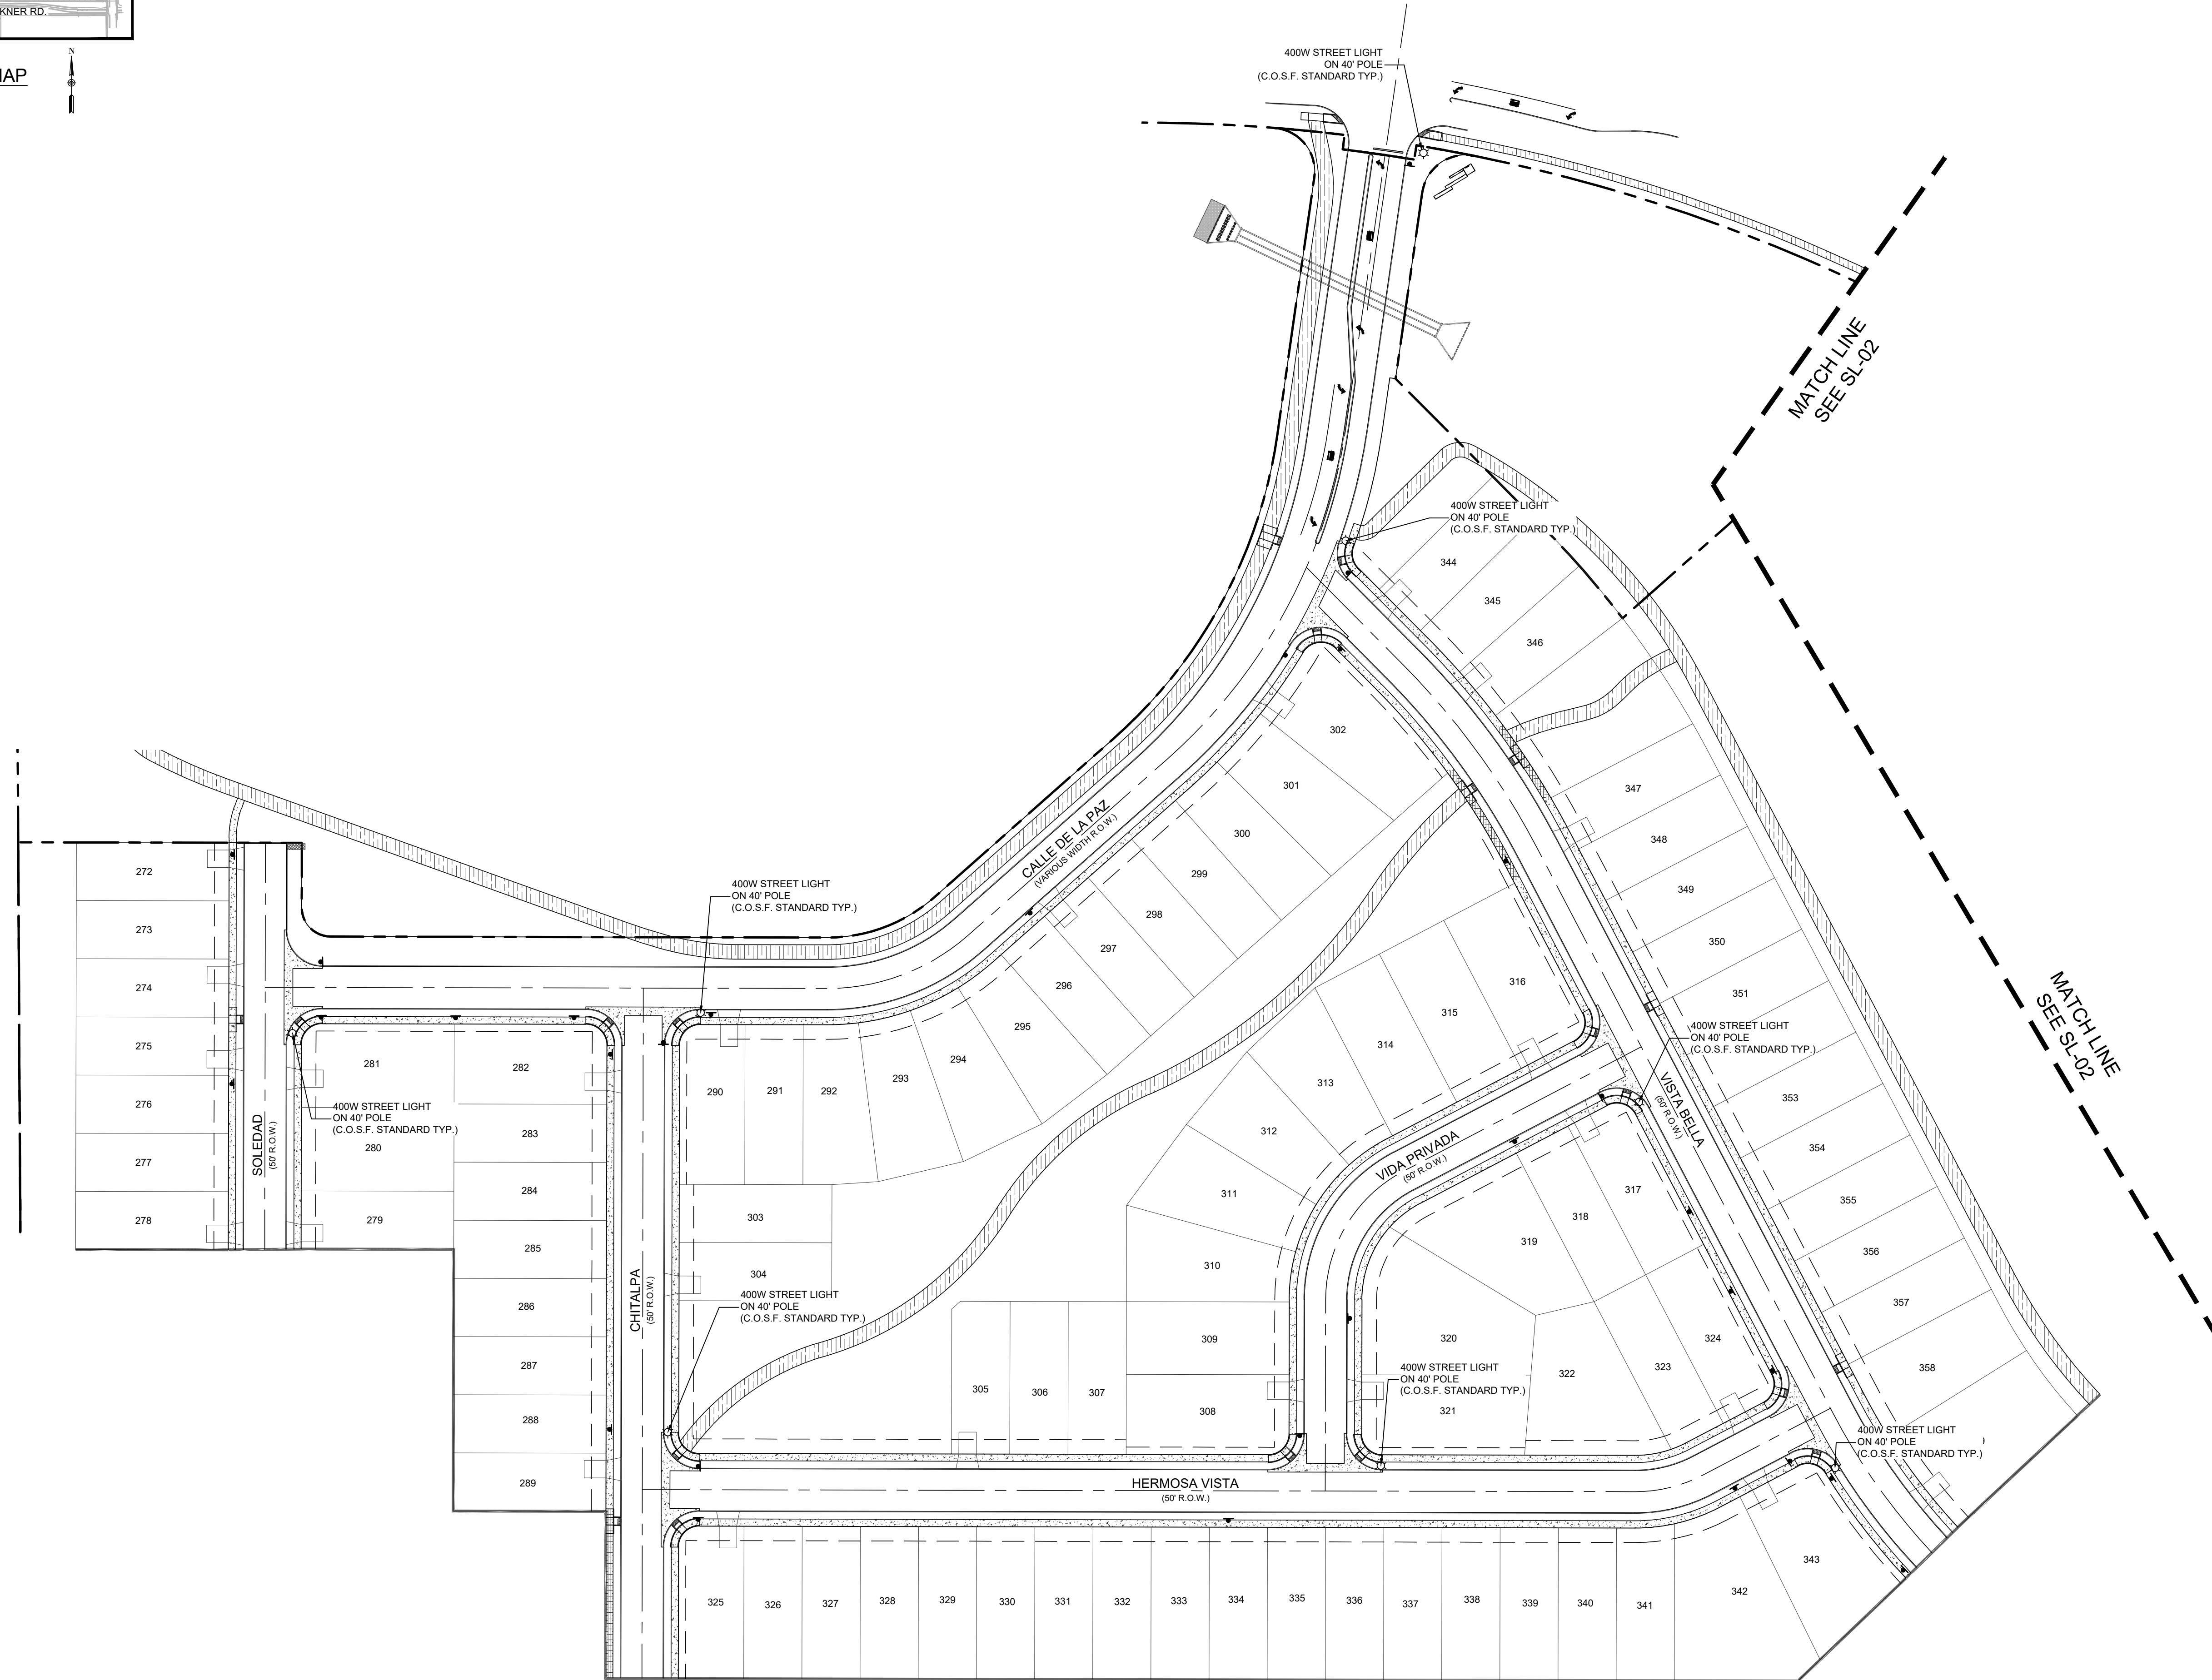 KNER RD.
MAP
N
400W STREET LIGHT
ON 40' POLE
(C.O.S.F. STANDARD TYP.)
MATCH LINE
SEE SL-02
400W STREET LIGHT
ON 40' POLE
(C.O.S.F. STANDARD TYP.)
344
345
346
302
301
300
299
298
297
296
295
CALLE DE LA PAZ
(VARIOUS WIDTH R.O.W.)
347
348
349
350
351
353
354
355
356
357
358
MATCH LINE
SEE SL-02
272
273
274
275
276
277
278
SOLEDAD
(50' R.O.W.)
400W STREET LIGHT
ON 40' POLE
(C.O.S.F. STANDARD TYP.)
281
282
400W STREET LIGHT
ON 40' POLE
(C.O.S.F. STANDARD TYP.)
280
279
283
284
285
286
287
288
289
CHITALPA
(50' R.O.W.)
290
291
292
293
294
303
304
400W STREET LIGHT
ON 40' POLE
(C.O.S.F. STANDARD TYP.)
316
315
314
313
312
311
310
309
308
305
306
307
400W STREET LIGHT
ON 40' POLE
(C.O.S.F. STANDARD TYP.)
VISTA BELLA
(50' R.O.W.)
VIDA PRIVADA
(50' R.O.W.)
317
318
319
320
400W STREET LIGHT
ON 40' POLE
(C.O.S.F. STANDARD TYP.)
321
322
323
324
400W STREET LIGHT
ON 40' POLE
(C.O.S.F. STANDARD TYP.)
HERMOSA VISTA
(50' R.O.W.)
325
326
327
328
329
330
331
332
333
334
335
336
337
338
339
340
341
342
343